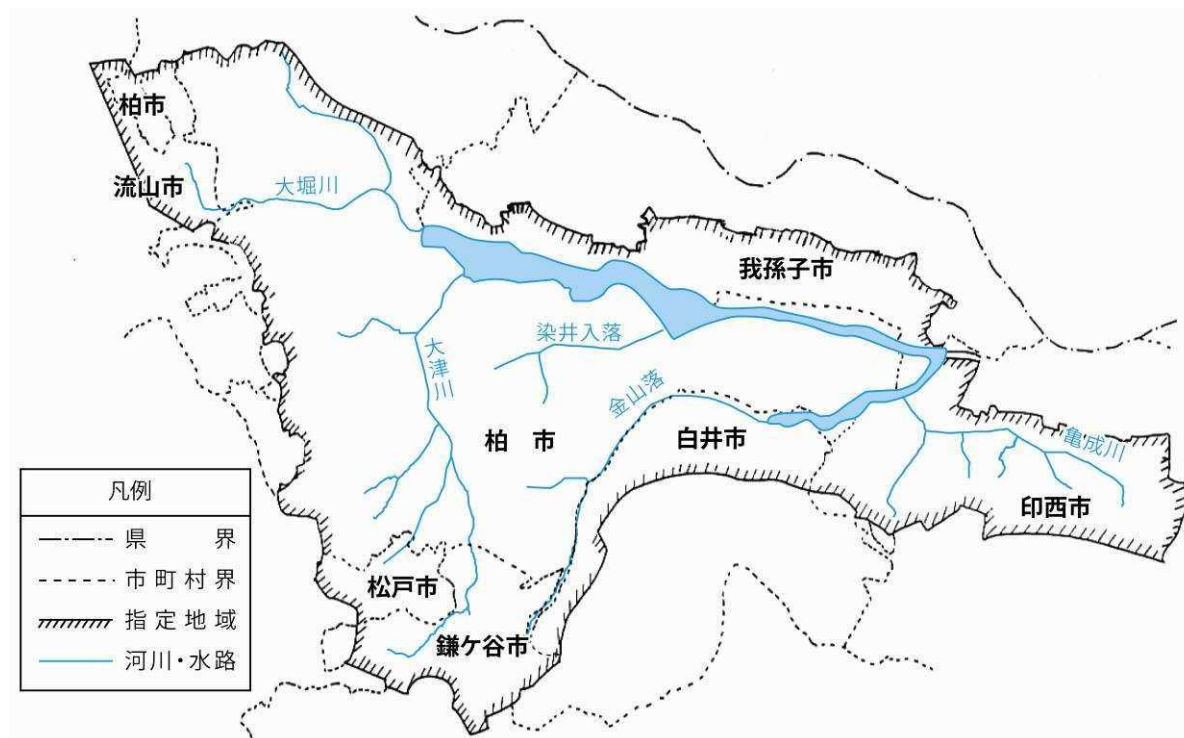 柏市
流山市
大堀川
我孫子市
染井入落
大津川
金山落
柏 市
白井市
亀成川
印西市
松戸市
鎌ケ谷市
凡例
県 界
市町村界
指定地域
河川・水路